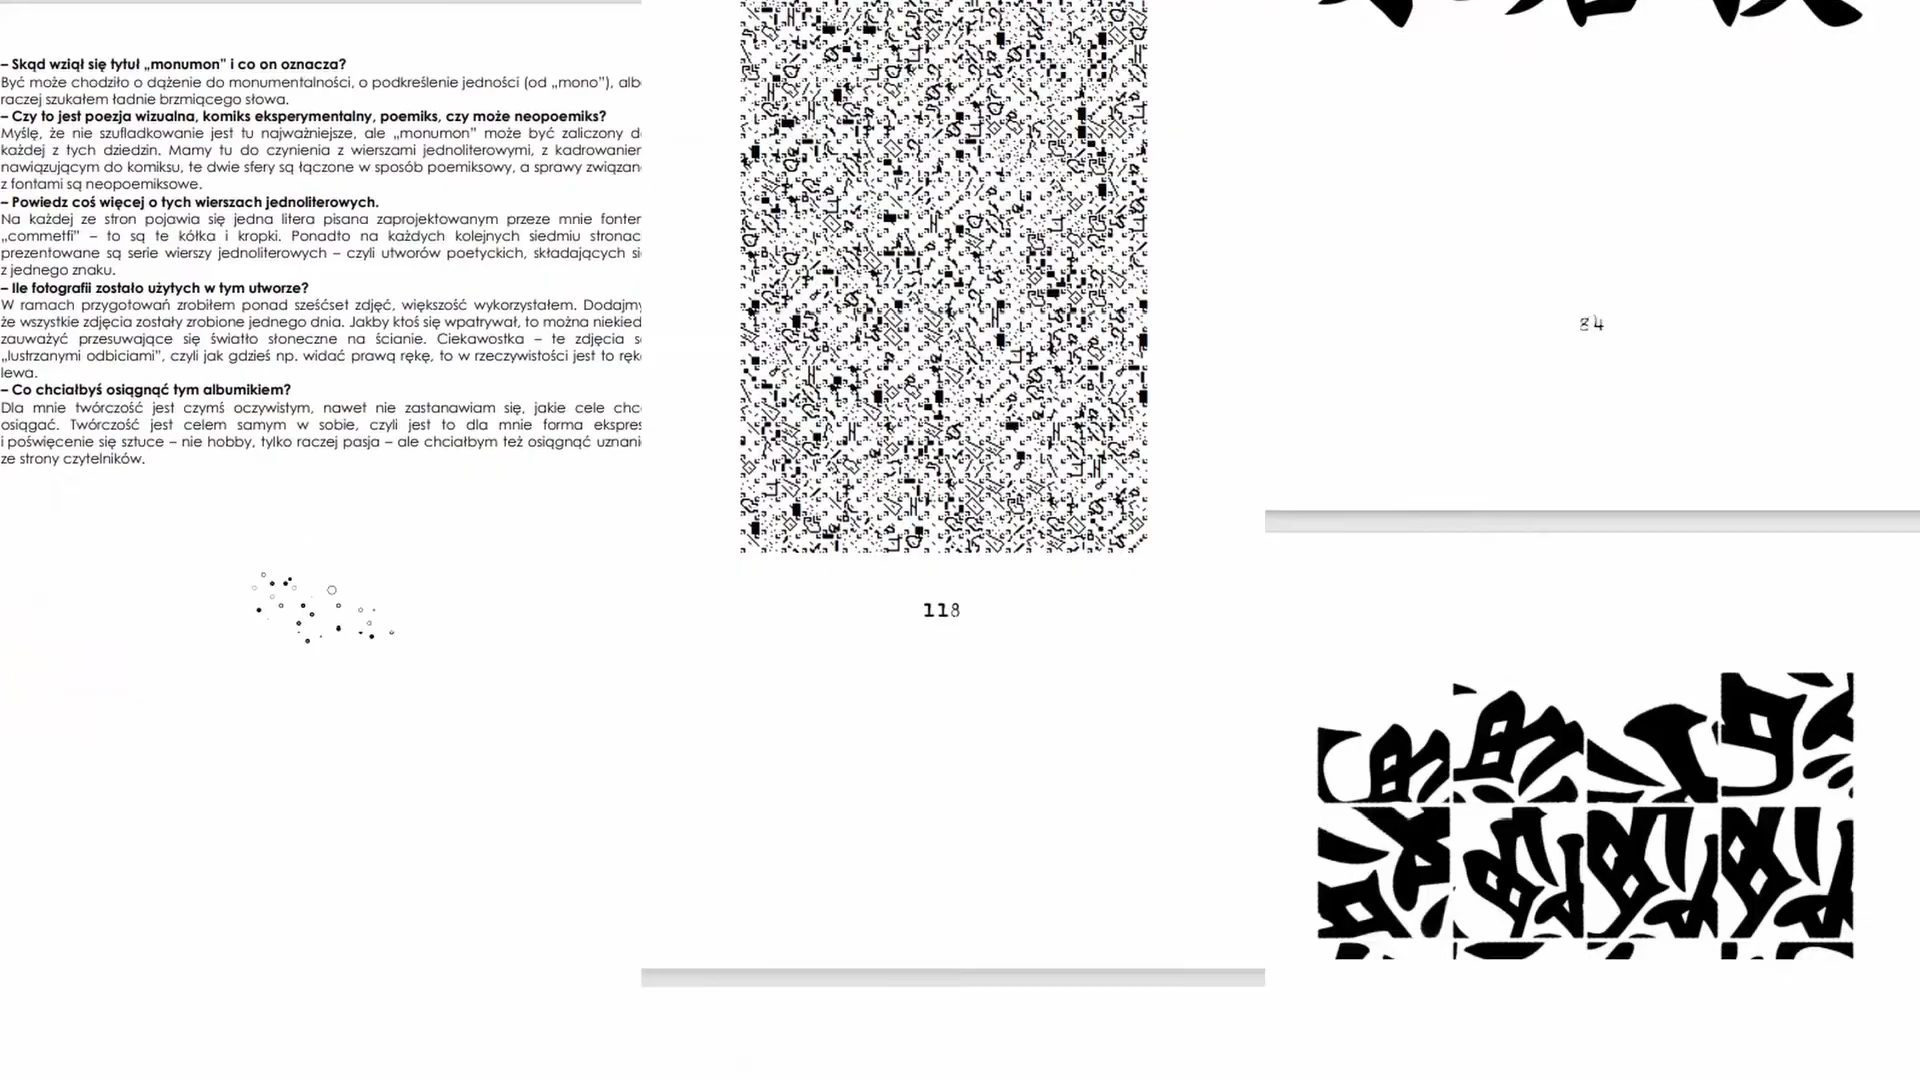 – Skąd wziął się tytuł „monumon” i co on oznacza?
Być może chodziło o dążenie do monumentalności, o podkreślenie jedności (od „mono”), alb
raczej szukałem ładnie brzmiącego słowa.
– Czy to jest poezja wizualna, komiks eksperymentalny, poemiks, czy może neopoemiks?
Myślę, że nie szufladkowanie jest tu najważniejsze, ale „monumon” może być zaliczony d
każdej z tych dziedzin. Mamy tu do czynienia z wierszami jednoliterowymi, z kadrowanier
nawiązującym do komiksu, te dwie sfery są łączone w sposób poemiksowy, a sprawy związan
z fontami są neopoemiksowe.
– Powiedz coś więcej o tych wierszach jednoliterowych.
Na każdej ze stron pojawia się jedna litera pisana zaprojektowanym przeze mnie fonter
„commetfi” – to są te kółka i kropki. Ponadto na każdych kolejnych siedmiu stronac
prezentowane są serie wierszy jednoliterowych – czyli utworów poetyckich, składających si
z jednego znaku.
– Ile fotografii zostało użytych w tym utworze?
W ramach przygotowań zrobiłem ponad sześćset zdjęć, większość wykorzystałem. Dodajmy
że wszystkie zdjęcia zostały zrobione jednego dnia. Jakby ktoś się wpatrywał, to można niekied
zauważyć przesuwające się światło słoneczne na ścianie. Ciekawostka – te zdjęcia s
„lustrzanymi odbiciami”, czyli jak gdzieś np. widać prawą rękę, to w rzeczywistości jest to ręk
lewa.
– Co chciałbyś osiągnąć tym albumikiem?
Dla mnie twórczość jest czymś oczywistym, nawet nie zastanawiam się, jakie cele chc
osiągać. Twórczość jest celem samym w sobie, czyli jest to dla mnie forma ekspres
i poświęcenie się sztuce – nie hobby, tylko raczej pasja – ale chciałbym też osiągnąć uznani
ze strony czytelników.
118
84